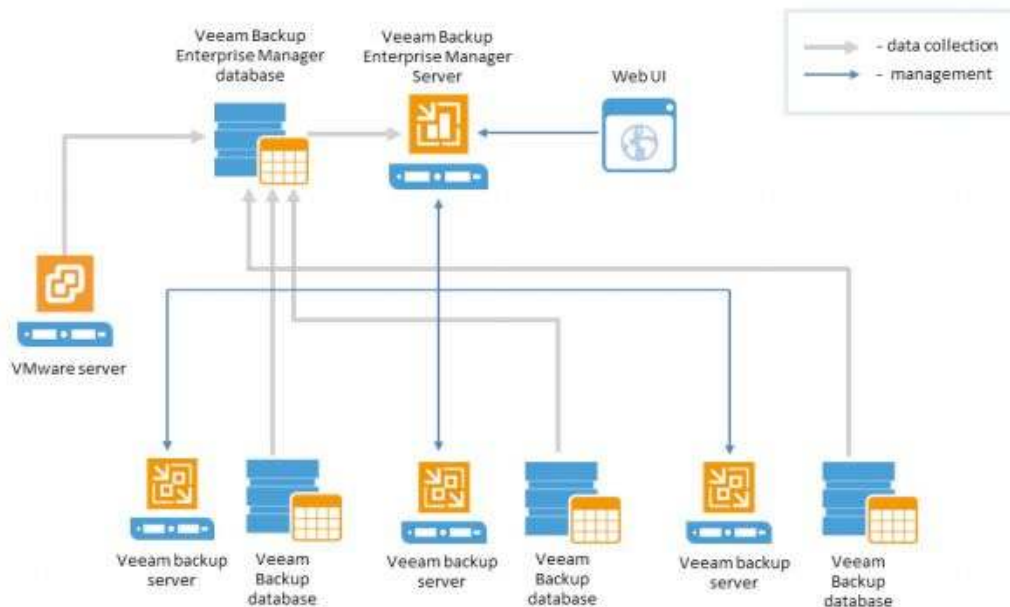 Veeam Backup
Enterprise Manager
database
Veeam Backup
Enterprise Manager
Server
Web UI
- data collection
- management
VMware server
Veeam backup
server
Veeam
Backup
database
Veeam backup
server
Veeam
Backup
database
Veeam backup
server
Veeam
Backup
database